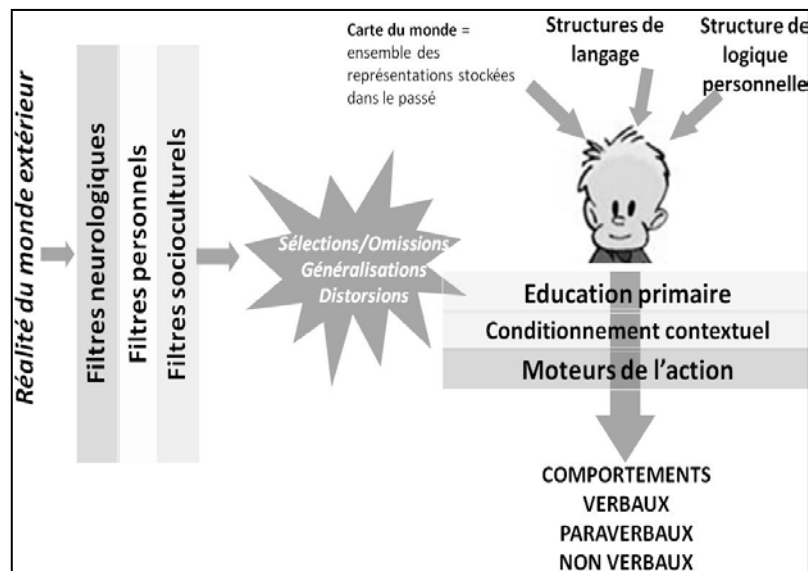 Réalité du monde extérieur
Filtres neurologiques
Filtres personnels
Filtres socioculturels
Sélections/Omissions
Généralisations
Distorsions
Carte du monde =
ensemble des
représentations stockées
dans le passé
Structures de
langage
Structure de
logique
personnelle
Education primaire
Conditionnement contextuel
Moteurs de l'action
COMPORTEMENTS
VERBAUX
PARAVERBAUX
NON VERBAUX